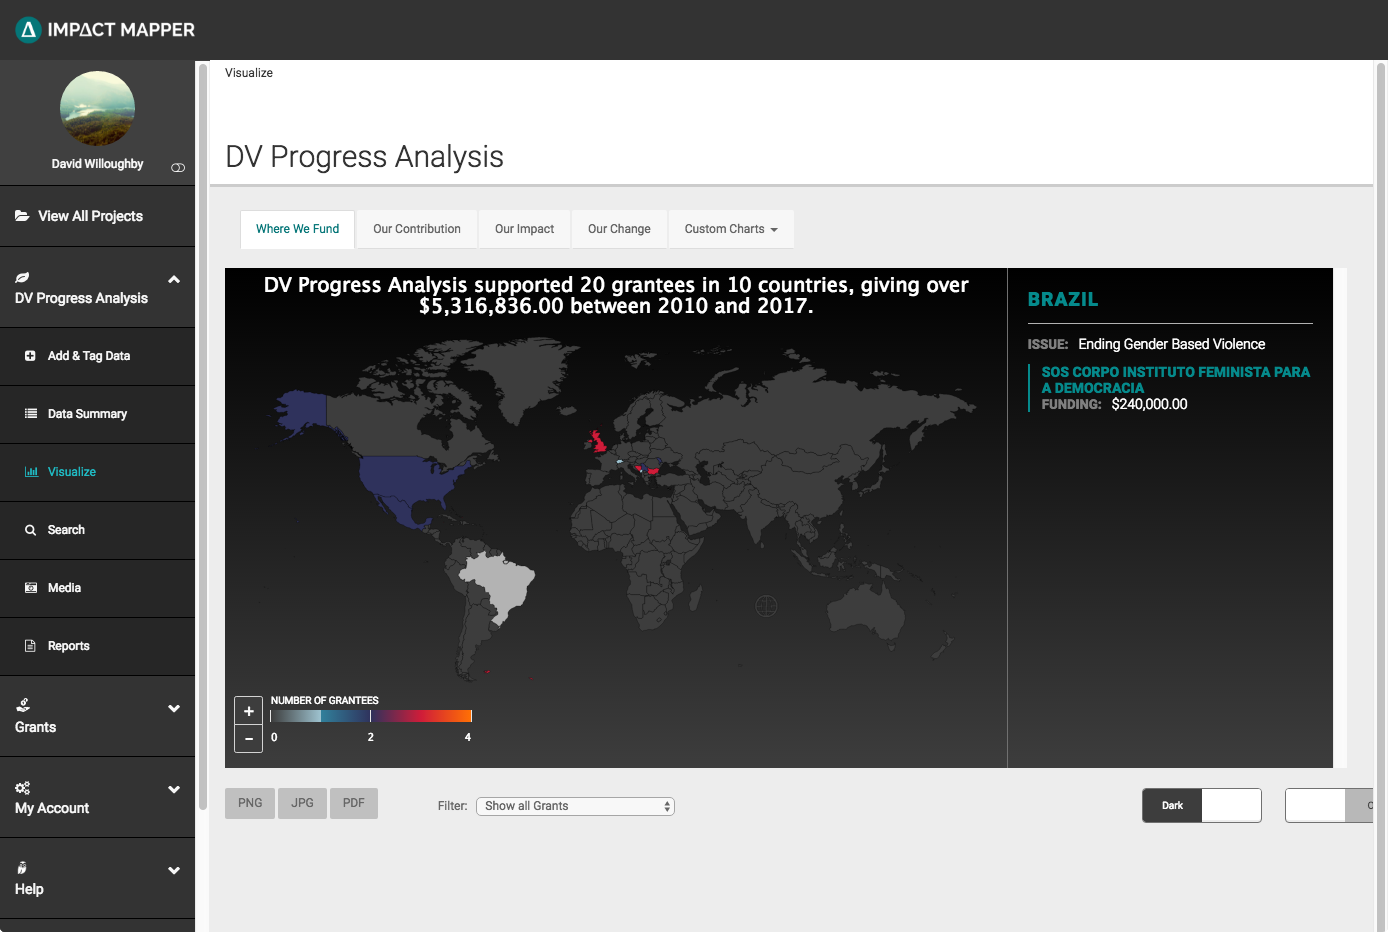 IMPACT MAPPER
David Willoughby
View All Projects
DV Progress Analysis
Add & Tag Data
Data Summary
Visualize
Search
Media
Reports
Grants
My Account
Help
Visualize
DV Progress Analysis
Where We Fund
Our Contribution
Our Impact
Our Change
Custom Charts
DV Progress Analysis supported 20 grantees in 10 countries, giving over
$5,316,836.00 between 2010 and 2017.
BRAZIL
ISSUE: Ending Gender Based Violence
SOS CORPO INSTITUTO FEMINISTA PARA
A DEMOCRACIA
FUNDING: $240,000.00
+
−
NUMBER OF GRANTEES
0 2 4
PNG
JPG
PDF
Filter: Show all Grants
Dark